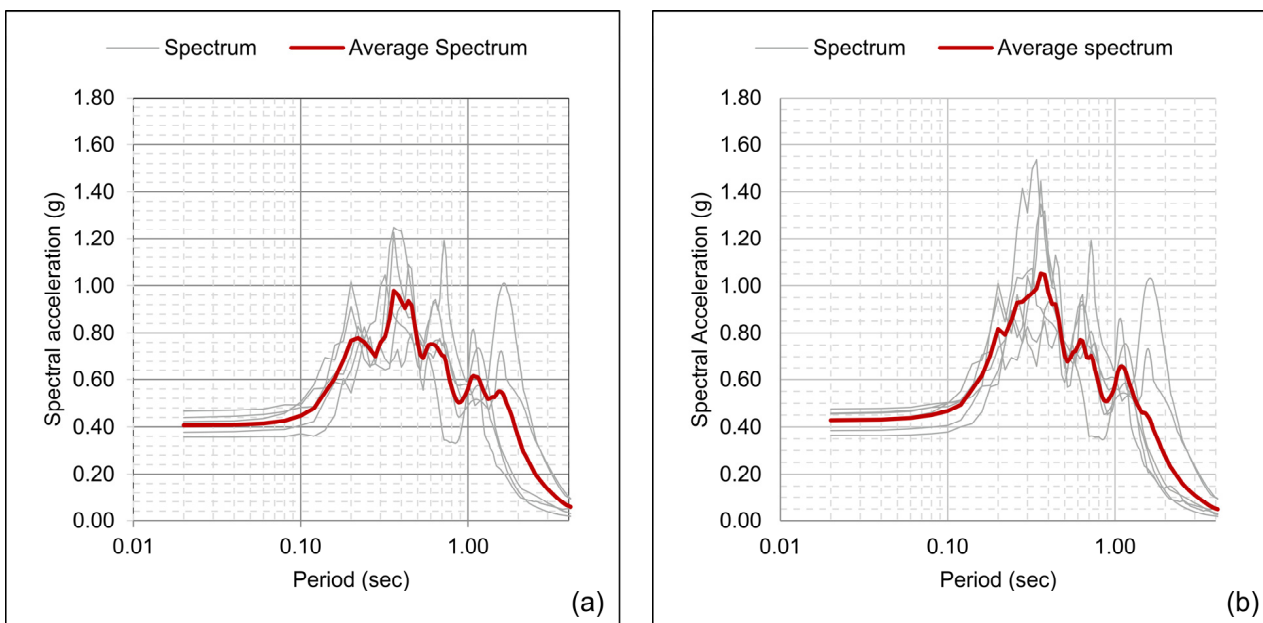 Spectrum Average Spectrum
1.80
1.60
1.40
1.20
1.00
0.80
0.60
0.40
0.20
0.00
Spectral acceleration (g)
0.01 0.10 1.00
Period (sec)
(a)
Spectrum Average spectrum
1.80
1.60
1.40
1.20
1.00
0.80
0.60
0.40
0.20
0.00
Spectral Acceleration (g)
0.01 0.10 1.00
Period (sec)
(b)